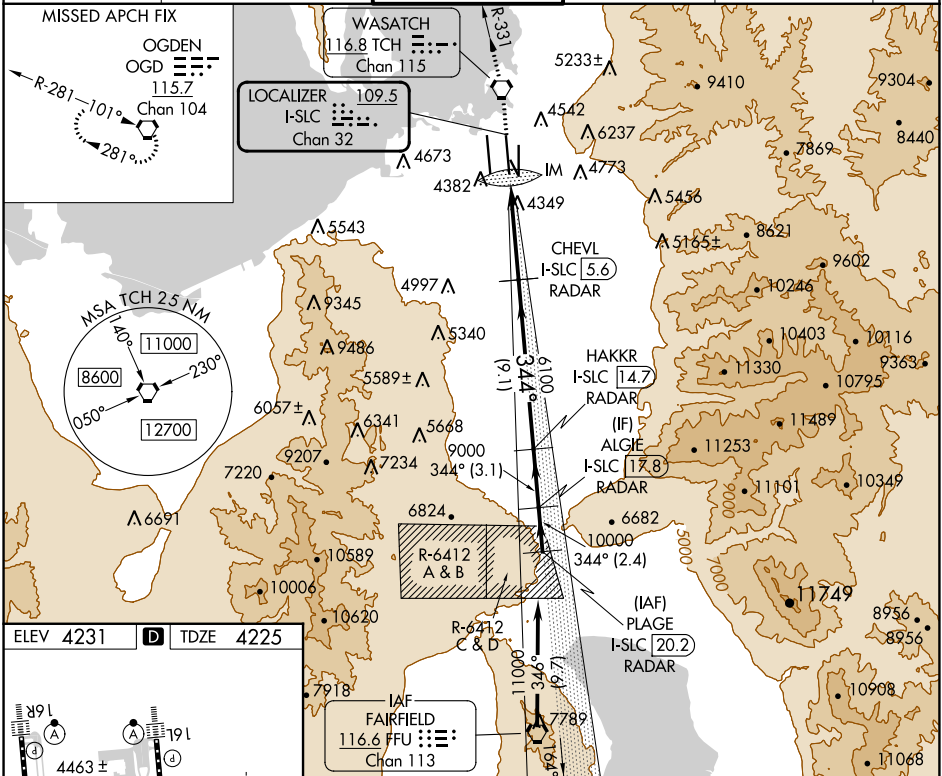 MISSED APCH FIX
OGDEN
OGD
115.7
Chan 104
R-281
101°
281°
WASATCH
116.8 TCH
Chan 115
R-331
LOCALIZER 109.5
I-SLC
Chan 32
5233±
9410
9304
4542
6237
8440
7869
4673
IM
4773
4382
4349
5456
5543
5165±
8621
CHEVL
I-SLC 5.6
RADAR
9602
4997
10246
MSA TCH 25 NM
140°
11000
230°
8600
050°
12700
9345
5340
10403
10116
9486
6100
344°
(9.1)
HAKKR
I-SLC 14.7
RADAR
11330
9363
5589±
10795
6057±
6341
5668
(IF)
ALGIE
I-SLC 17.8
RADAR
11489
9207
9000
344° (3.1)
11253
7220
7234
11101
10349
6691
6824
6682
10000
344° (2.4)
5000
R-6412
A & B
10589
10006
11749
(IAF)
PLAGE
I-SLC 20.2
RADAR
10620
8956
8956
R-6412
C & D
11000
346°
(9.7)
ELEV 4231 D TDZE 4225
7918
10908
IAF
FAIRFIELD
116.6 FFU
Chan 113
7789
164°
11068
16R
A
A
16L
P
P
4463 ±